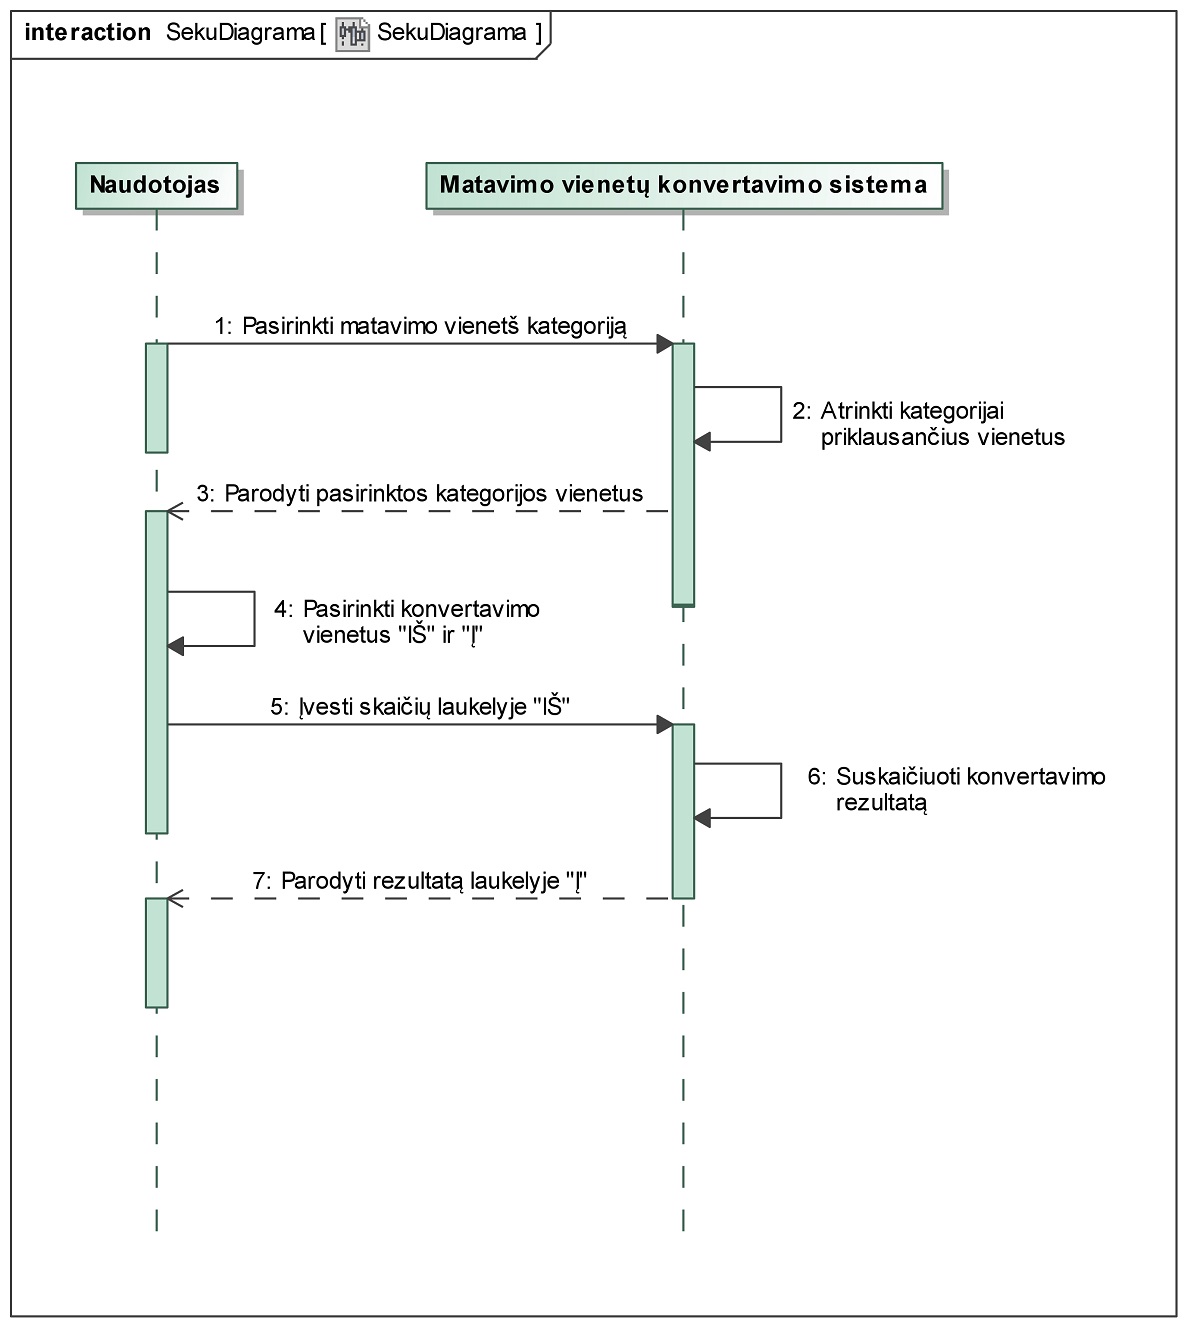 interaction SekuDiagrama[ SekuDiagrama ]
Naudotojas
Matavimo vienetų konvertavimo sistema
1: Pasirinkti matavimo vienetš kategoriją
2: Atrinkti kategorijai
priklausančius vienetus
3: Parodyti pasirinktos kategorijos vienetus
4: Pasirinkti konvertavimo
vienetus "IŠ" ir "Į"
5: Įvesti skaičių laukelyje "IŠ"
6: Suskaičiuoti konvertavimo
rezultatą
7: Parodyti rezultatą laukelyje "Į"